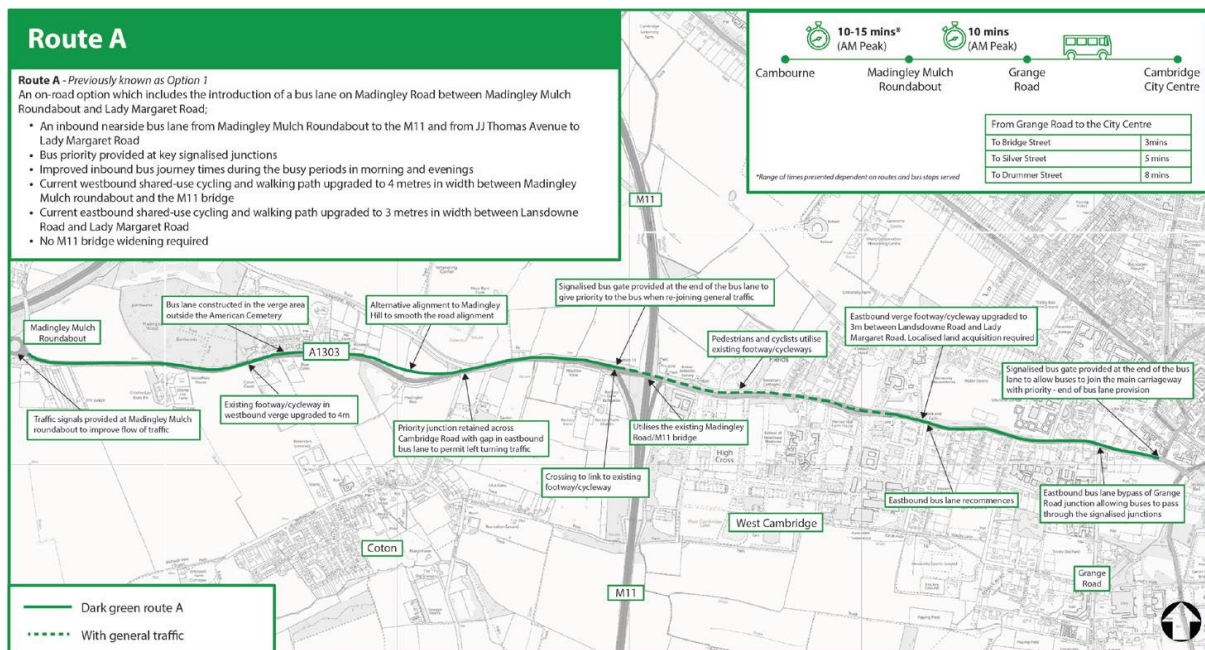 Route A
Route A - Previously known as Option 1
An on-road option which includes the introduction of a bus lane on Madingley Road between Madingley Mulch
Roundabout and Lady Margaret Road;
• An inbound nearside bus lane from Madingley Mulch Roundabout to the M11 and from JJ Thomas Avenue to
Lady Margaret Road
• Bus priority provided at key signalised junctions
• Improved inbound bus journey times during the busy periods in morning and evenings
• Current westbound shared-use cycling and walking path upgraded to 4 metres in width between Madingley
Mulch roundabout and the M11 bridge
• Current eastbound shared-use cycling and walking path upgraded to 3 metres in width between Lansdowne
Road and Lady Margaret Road
• No M11 bridge widening required
10-15 mins*
(AM Peak)
10 mins
(AM Peak)
Cambourne
Madingley Mulch
Roundabout
Grange
Road
Cambridge
City Centre
From Grange Road to the City Centre
To Bridge Street 3mins
To Silver Street 5 mins
To Drummer Street 8 mins
*Range of times presented dependent on routes and bus stops served
M11
Madingley Mulch
Roundabout
Bus lane constructed in the verge area
outside the American Cemetery
Alternative alignment to Madingley
Hill to smooth the road alignment
Signalised bus gate provided at the end of the bus lane to
give priority to the bus when re-joining general traffic
Pedestrians and cyclists utilise
existing footway/cycleways
Eastbound verge footway/cycleway upgraded to
3m between Landsdowne Road and Lady
Margaret Road. Localised land acquisition required
Signalised bus gate provided at the end of the bus
lane to allow buses to join the main carriageway
with priority - end of bus lane provision
A1303
Traffic signals provided at Madingley Mulch
roundabout to improve flow of traffic
Existing footway/cycleway in
westbound verge upgraded to 4m
Priority junction retained across
Cambridge Road with gap in eastbound
bus lane to permit left turning traffic
Crossing to link to existing
footway/cycleway
Utilises the existing Madingley
Road/M11 bridge
High
Cross
Eastbound bus lane recommences
Eastbound bus lane bypass of Grange
Road junction allowing buses to pass
through the signalised junctions
West Cambridge
Coton
Grange
Road
M11
Dark green route A
With general traffic